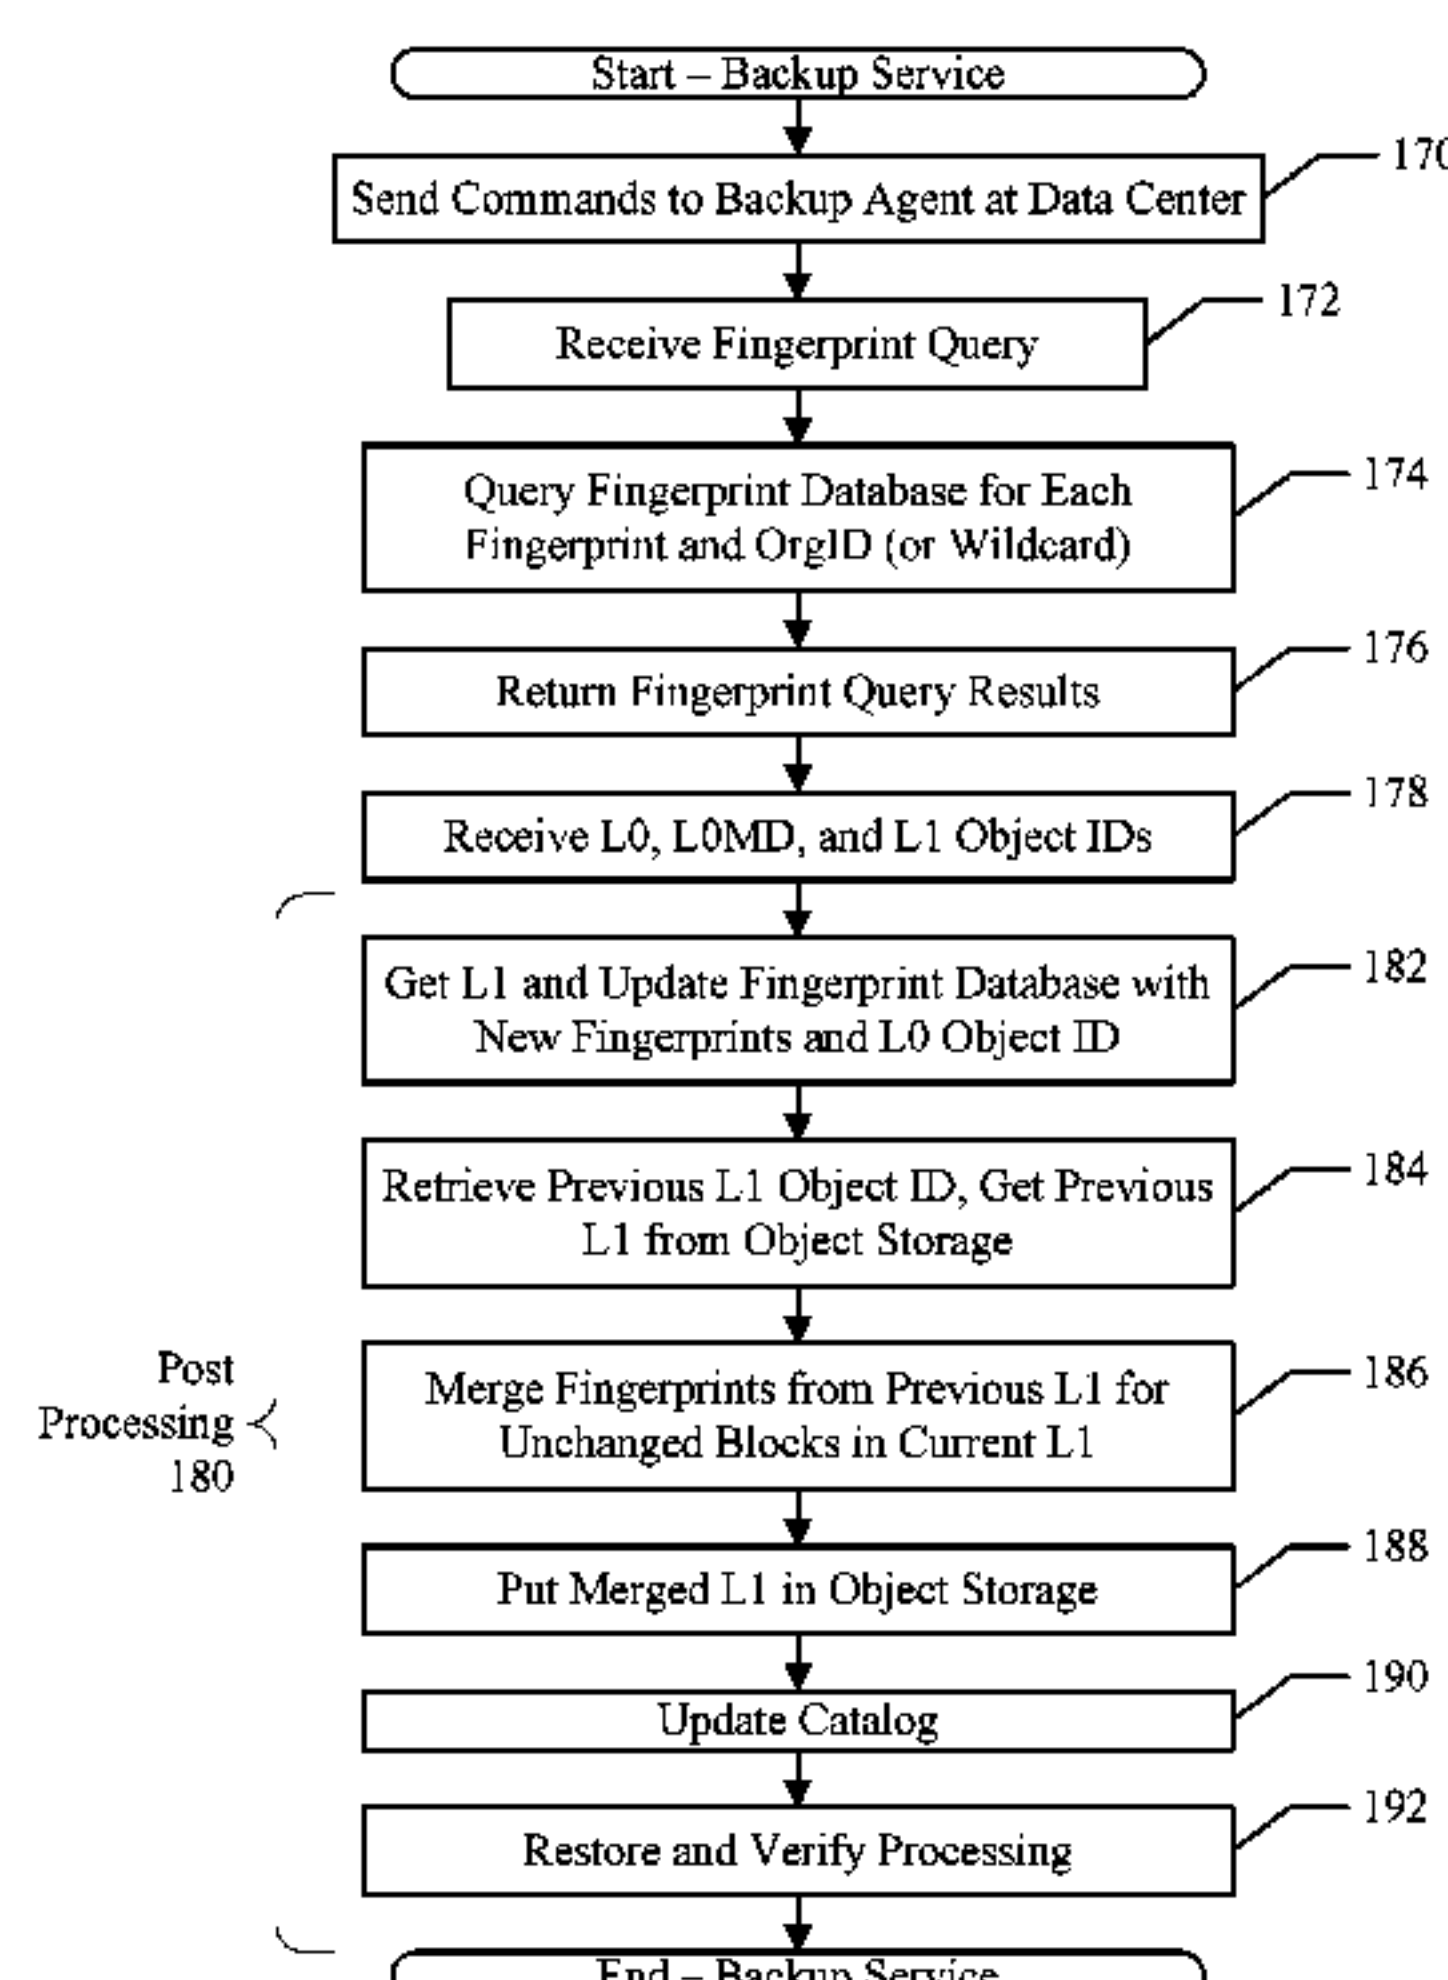 Start – Backup Service
170
Send Commands to Backup Agent at Data Center
172
Receive Fingerprint Query
174
Query Fingerprint Database for Each
Fingerprint and OrgID (or Wildcard)
176
Return Fingerprint Query Results
178
Receive L0, L0MD, and L1 Object IDs
182
Get L1 and Update Fingerprint Database with
New Fingerprints and L0 Object ID
184
Retrieve Previous L1 Object ID, Get Previous
L1 from Object Storage
Post
Processing
180
186
Merge Fingerprints from Previous L1 for
Unchanged Blocks in Current L1
188
Put Merged L1 in Object Storage
190
Update Catalog
192
Restore and Verify Processing
End – Backup Service